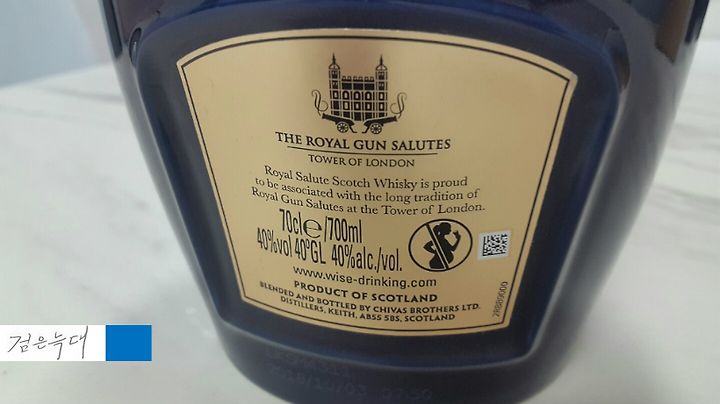 THE ROYAL GUN SALUTES
TOWER OF LONDON
Royal Salute Scotch Whisky is proud
to be associated with the long tradition of
Royal Gun Salutes at the Tower of London.
70cle/700ml
40%vol 40°GL 40%alc./vol.
www.wise-drinking.com
PRODUCT OF SCOTLAND
BLENDED AND BOTTLED BY CHIVAS BROTHERS LTD.
DISTILLERS, KEITH, AB55 5BS, SCOTLAND
검은늑대